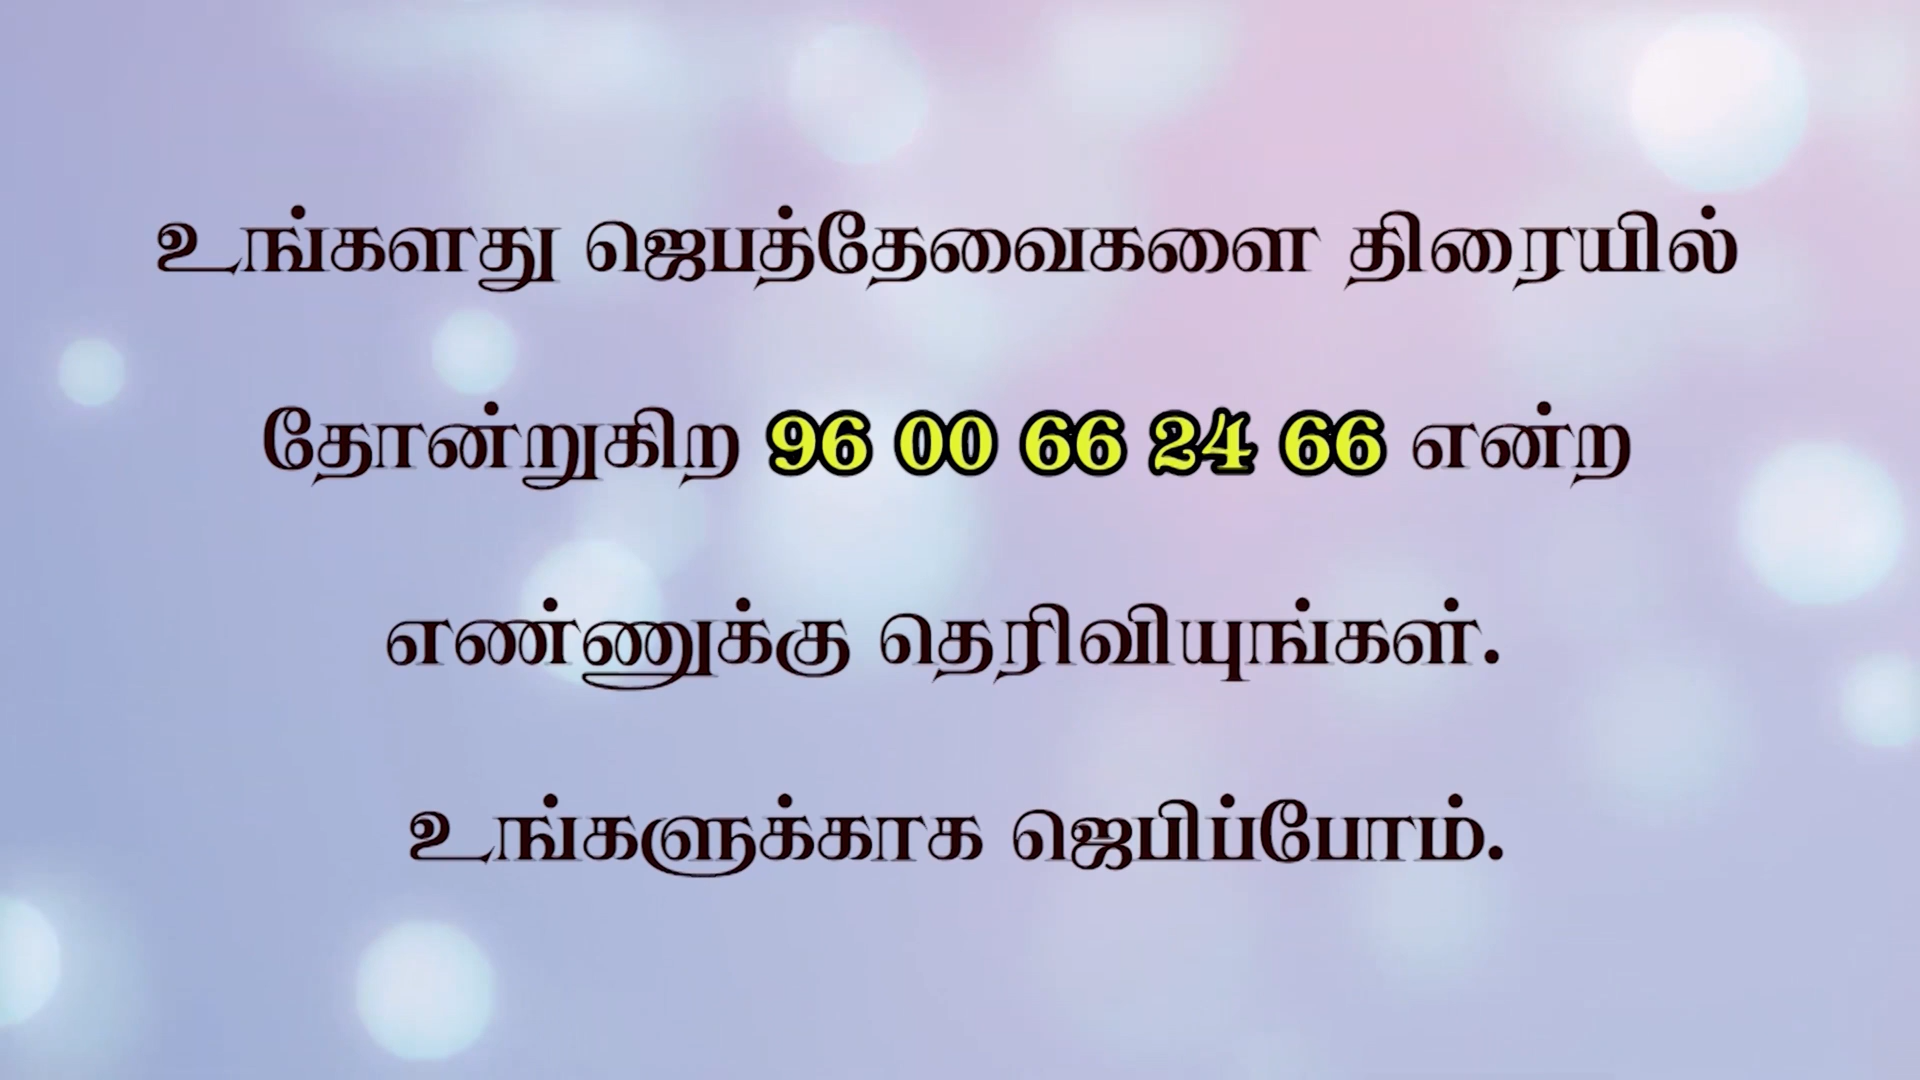 உங்களது ஜெபத்தேவைகளை திரையில்
தோன்றுகிற 96 00 66 24 66 என்ற
எண்ணுக்கு தெரிவியுங்கள்.
உங்களுக்காக ஜெபிப்போம்.